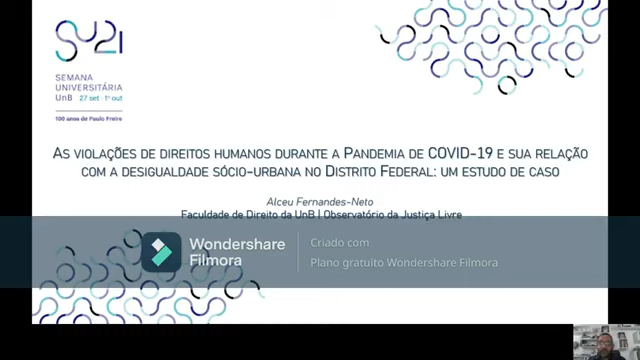 SU21
SEMANA
UNIVERSITÁRIA
UnB 27 set · 1º out
100 anos de Paulo Freire
AS VIOLAÇÕES DE DIREITOS HUMANOS DURANTE A PANDEMIA DE COVID-19 E SUA RELAÇÃO
COM A DESIGUALDADE SÓCIO-URBANA NO DISTRITO FEDERAL: UM ESTUDO DE CASO
Alceu Fernandes-Neto
Faculdade de Direito da UnB | Observatório da Justiça Livre
Wondershare
Filmora
Criado com
Plano gratuito Wondershare Filmora